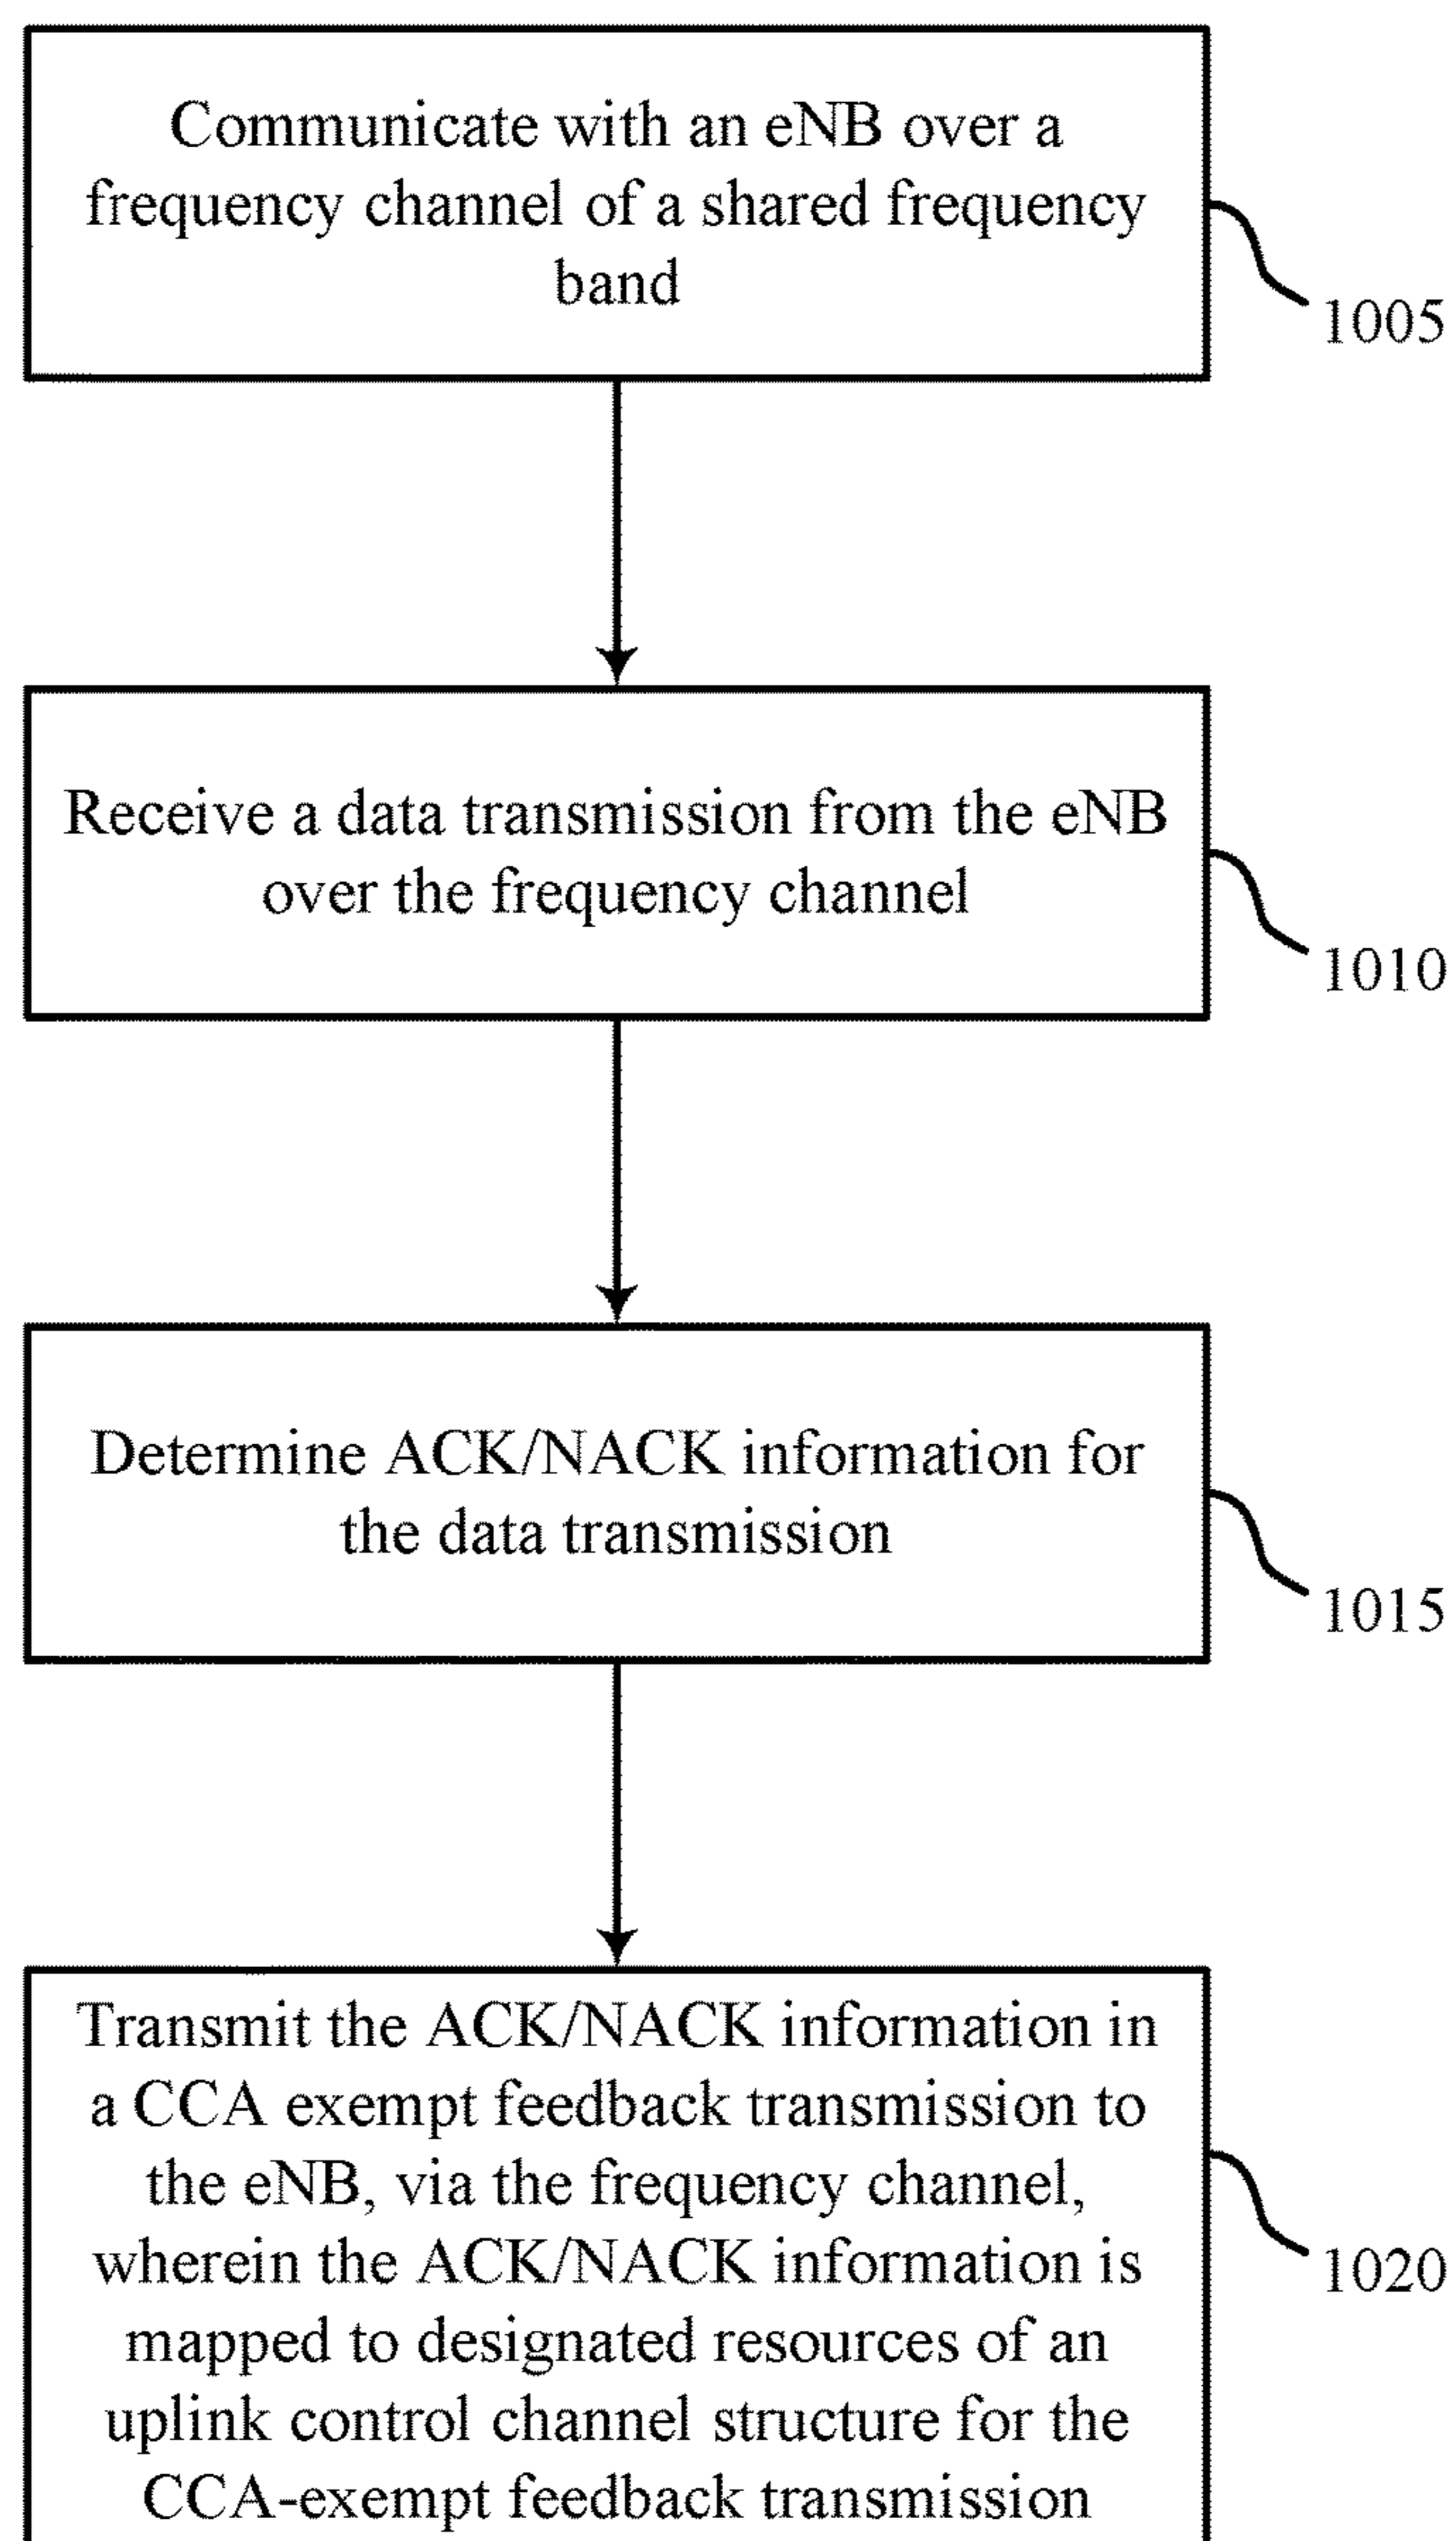 Communicate with an eNB over a
frequency channel of a shared frequency
band
1005
Receive a data transmission from the eNB
over the frequency channel
1010
Determine ACK/NACK information for
the data transmission
1015
Transmit the ACK/NACK information in
a CCA exempt feedback transmission to
the eNB, via the frequency channel,
wherein the ACK/NACK information is
mapped to designated resources of an
uplink control channel structure for the
CCA-exempt feedback transmission
1020